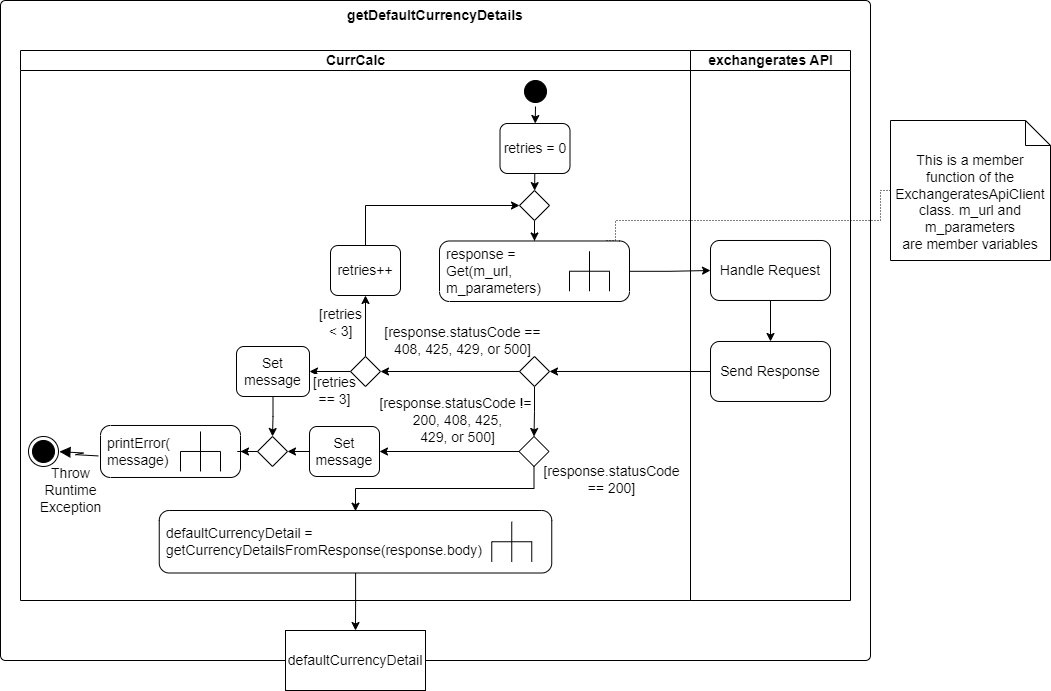 getDefaultCurrencyDetails
CurrCalc
exchangerates API
retries = 0
This is a member
function of the
ExchangeratesApiClient
class. m_url and
m_parameters
are member variables
response =
Get(m_url,
m_parameters)
Handle Request
retries++
[retries
< 3]
[response.statusCode ==
408, 425, 429, or 500]
Set
message
[retries
== 3]
Send Response
[response.statusCode !=
200, 408, 425,
429, or 500]
printError(
message)
Set
message
Throw
Runtime
Exception
[response.statusCode
== 200]
defaultCurrencyDetail =
getCurrencyDetailsFromResponse(response.body)
defaultCurrencyDetail